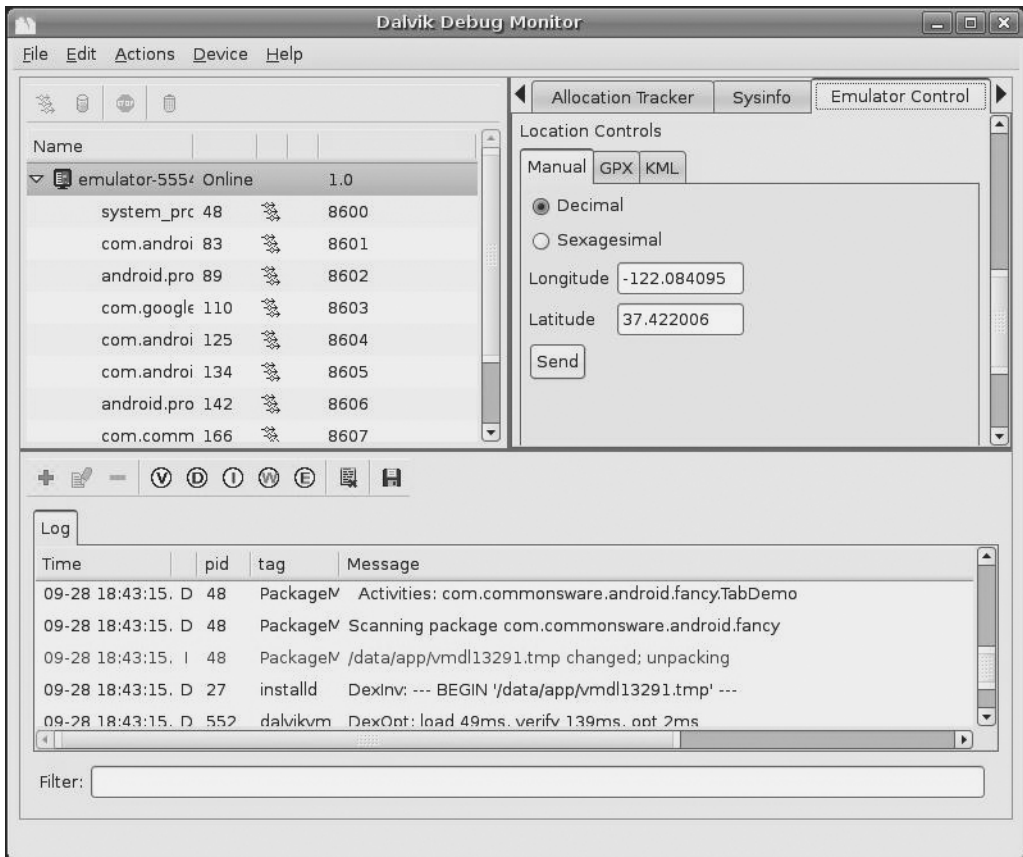 Dalvik Debug Monitor
File Edit Actions Device Help
Name
emulator-5554 Online 1.0
system_prc 48 8600
com.androi 83 8601
android.pro 89 8602
com.google 110 8603
com.androi 125 8604
com.androi 134 8605
android.pro 142 8606
com.comm 166 8607
Allocation Tracker Sysinfo Emulator Control
Location Controls
Manual GPX KML
Decimal
Sexagesimal
Longitude -122.084095
Latitude 37.422006
Send
V D I W E
Log
Time pid tag Message
09-28 18:43:15. D 48 PackageM Activities: com.commonsware.android.fancy.TabDemo
09-28 18:43:15. D 48 PackageM Scanning package com.commonsware.android.fancy
09-28 18:43:15. I 48 PackageM /data/app/vmdl13291.tmp changed; unpacking
09-28 18:43:15. D 27 installd DexInv: --- BEGIN '/data/app/vmdl13291.tmp' ---
09-28 18:43:15. D 552 dalvikvm DexOpt: load 49ms, verify 139ms, opt 2ms
Filter: